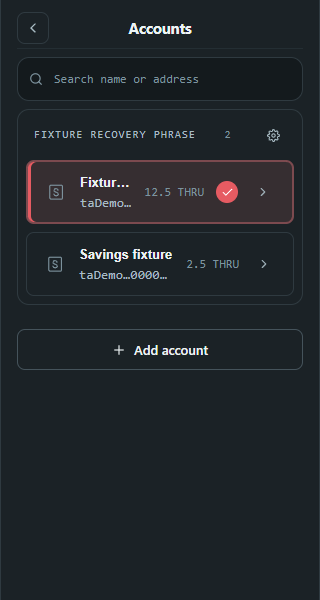 Accounts
Search name or address
FIXTURE RECOVERY PHRASE 2
S
Fixtur...
taDemo...
12.5 THRU
S
Savings fixture
taDemo...0000...
2.5 THRU
+ Add account